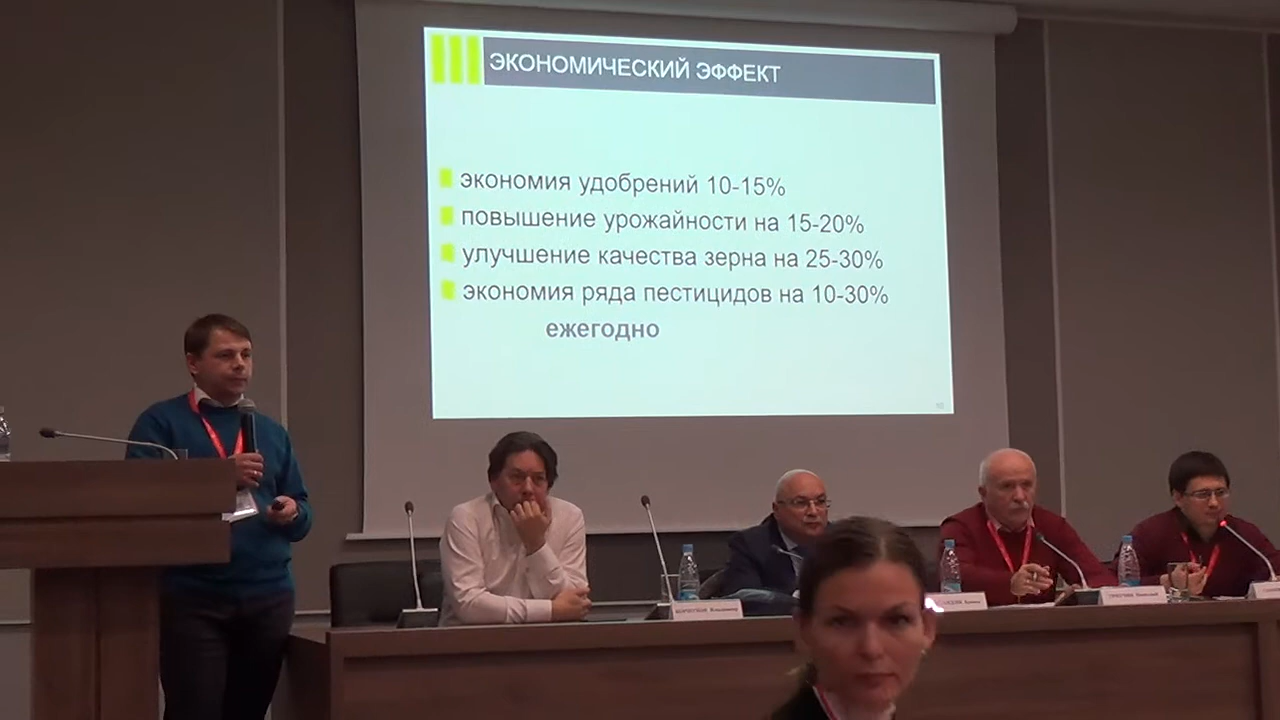 ЭКОНОМИЧЕСКИЙ ЭФФЕКТ
экономия удобрений 10-15%
повышение урожайности на 15-20%
улучшение качества зерна на 25-30%
экономия ряда пестицидов на 10-30%
ежегодно